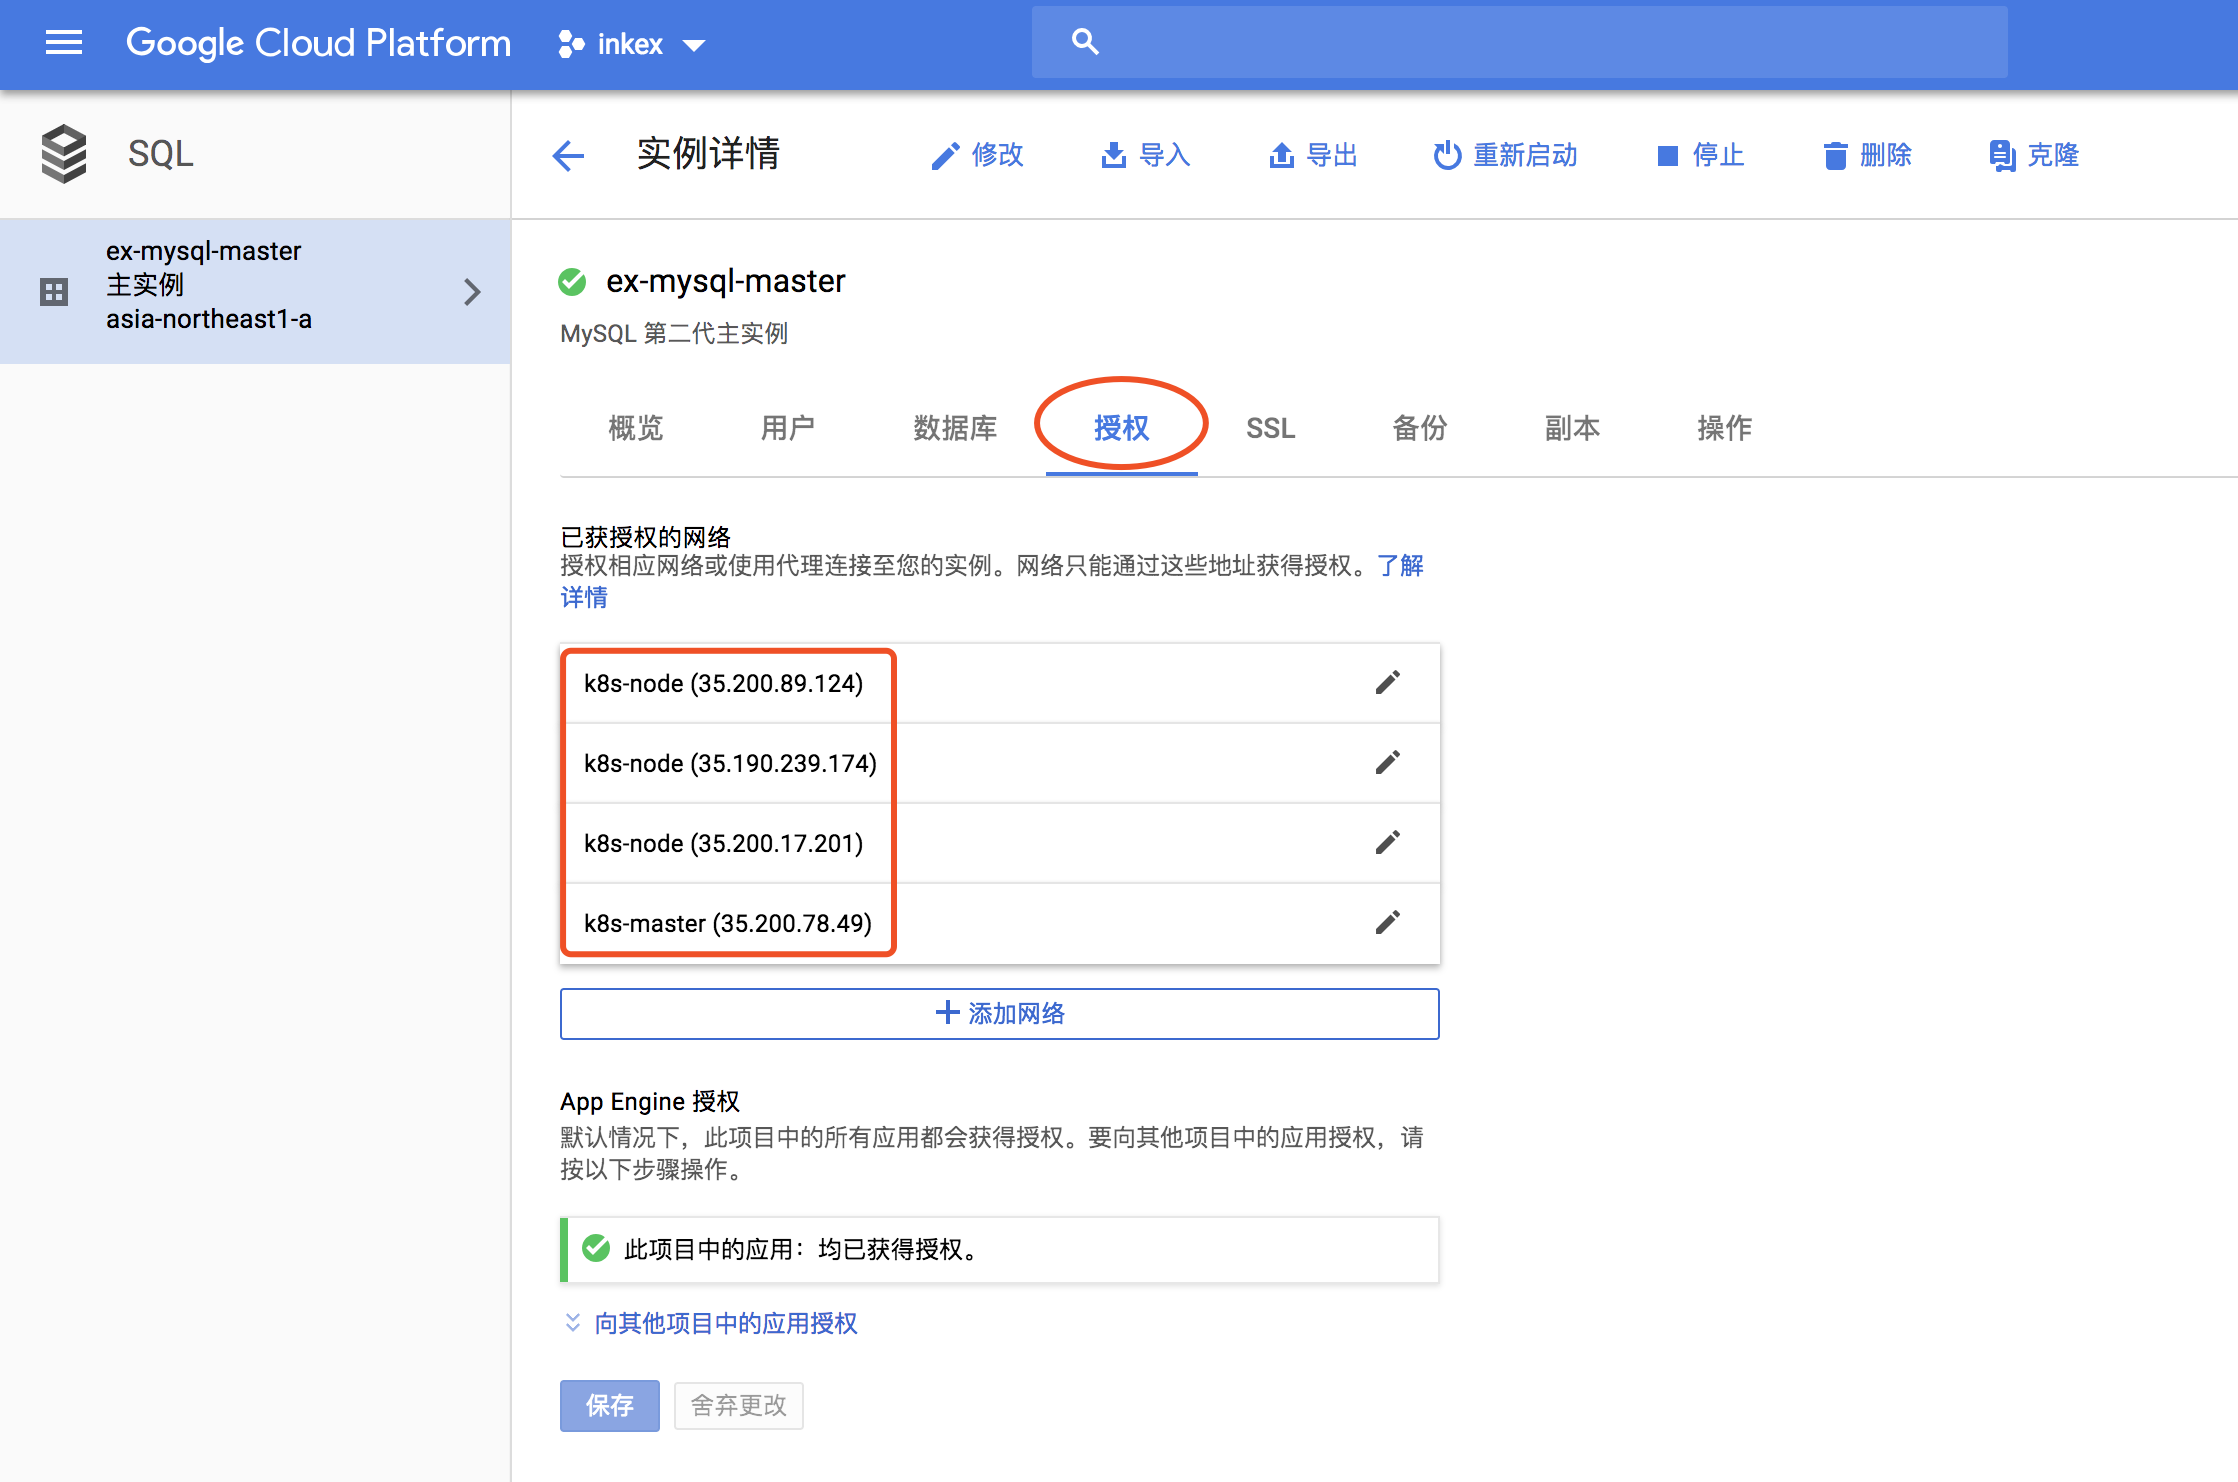 Google Cloud Platform
inkex
SQL
实例详情
修改
导入
导出
重新启动
停止
删除
克隆
ex-mysql-master
主实例
asia-northeast1-a
ex-mysql-master
MySQL 第二代主实例
概览
用户
数据库
授权
SSL
备份
副本
操作
已获授权的网络
授权相应网络或使用代理连接至您的实例。网络只能通过这些地址获得授权。了解
详情
k8s-node (35.200.89.124)
k8s-node (35.190.239.174)
k8s-node (35.200.17.201)
k8s-master (35.200.78.49)
添加网络
App Engine 授权
默认情况下，此项目中的所有应用都会获得授权。要向其他项目中的应用授权，请
按以下步骤操作。
此项目中的应用：均已获得授权。
向其他项目中的应用授权
保存
舍弃更改